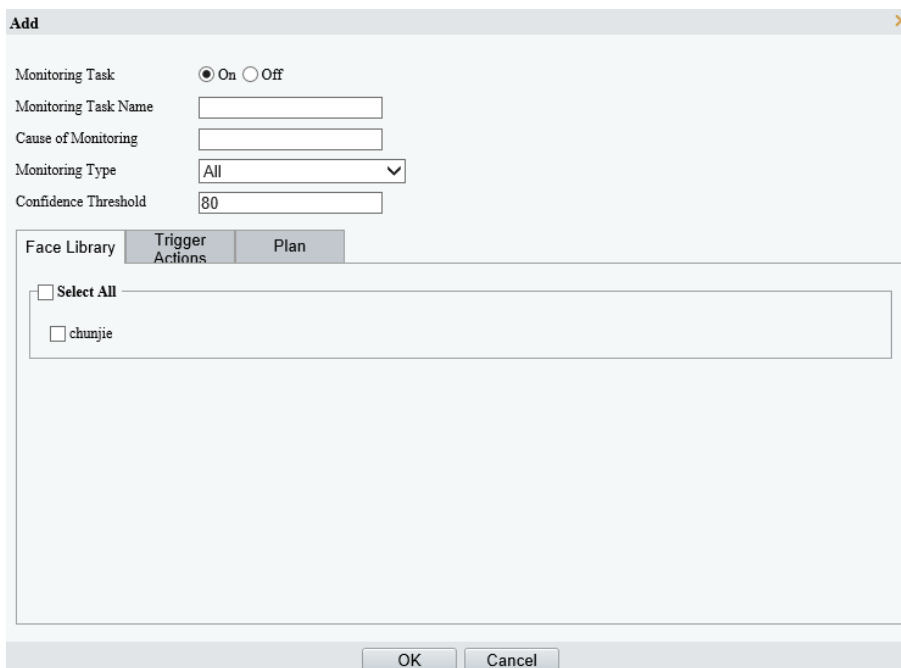 Add
Monitoring Task On Off
Monitoring Task Name
Cause of Monitoring
Monitoring Type All
Confidence Threshold 80
Face Library Trigger Actions Plan
Select All
chunjie
OK Cancel